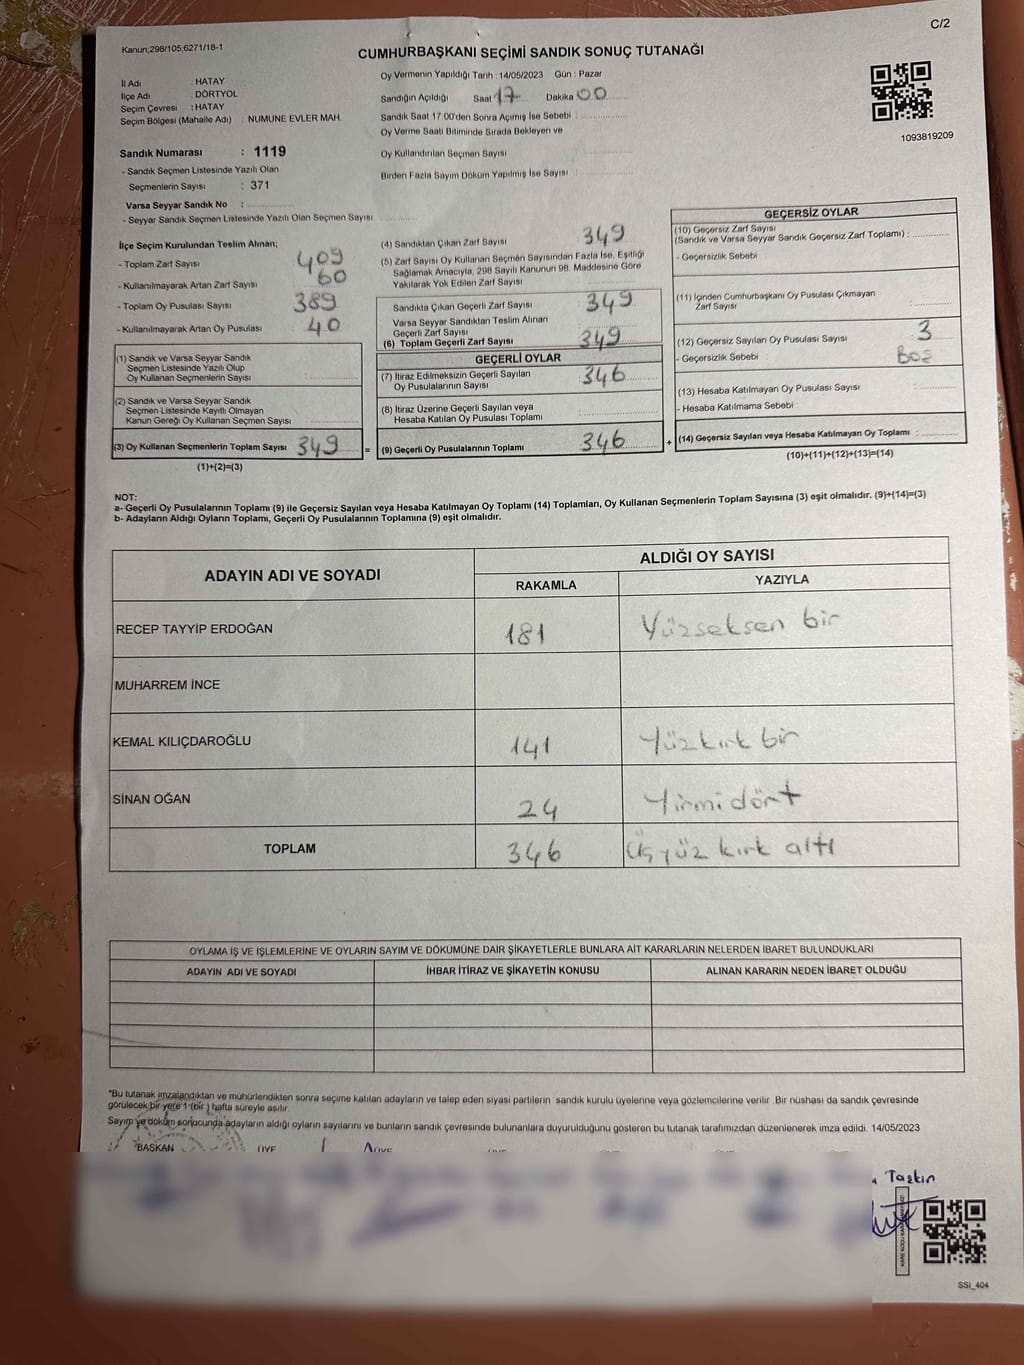 C/2
Kanun;298/105;6271/18-1
CUMHURBAŞKANI SEÇİMİ SANDIK SONUÇ TUTANAĞI
1093819209
İl Adı : HATAY
İlçe Adı : DÖRTYOL
Seçim Çevresi : HATAY
Seçim Bölgesi (Mahalle Adı) NUMUNE EVLER MAH.
Sandık Numarası : 1119
- Sandık Seçmen Listesinde Yazılı Olan
Seçmenlerin Sayısı : 371
Varsa Seyyar Sandık No :
- Seyyar Sandık Seçmen Listesinde Yazılı Olan Seçmen Sayısı
Oy Vermenin Yapıldığı Tarih : 14/05/2023 Gün : Pazar
Sandığın Açıldığı Saat 17 Dakika 00
Sandık Saat 17.00'den Sonra Açımış İse Sebebi :
Oy Verme Saati Bitiminde Sırada Bekleyen ve
Oy Kullandırılan Seçmen Sayısı
Birden Fazla Sayım Döküm Yapılmış İse Sayısı :
İlçe Seçim Kurulundan Teslim Alınan;
- Toplam Zarf Sayısı : 409
- Kullanılmayarak Artan Zarf Sayısı : 60
- Toplam Oy Pusulası Sayısı 389
- Kullanılmayarak Artan Oy Pusulası : 40
(1) Sandık ve Varsa Seyyar Sandık
Seçmen Listesinde Yazılı Olup
Oy Kullanan Seçmenlerin Sayısı :
(2) Sandık ve Varsa Seyyar Sandık
Seçmen Listesinde Kayıtlı Olmayan
Kanun Gereği Oy Kullanan Seçmen Sayısı :
(3) Oy Kullanan Seçmenlerin Toplam Sayısı 349 =
(1)+(2)=(3)
(4) Sandıktan Çıkan Zarf Sayısı 349
(5) Zarf Sayısı Oy Kullanan Seçmen Sayısından Fazla İse, Eşitliği
Sağlamak Amacıyla, 298 Sayılı Kanunun 98. Maddesine Göre
Yakılarak Yok Edilen Zarf Sayısı
Sandıkta Çıkan Geçerli Zarf Sayısı : 349
Varsa Seyyar Sandıktan Teslim Alınan
Geçerli Zarf Sayısı
(6) Toplam Geçerli Zarf Sayısı 349
GEÇERLİ OYLAR
(7) İtiraz Edilmeksizin Geçerli Sayılan
Oy Pusulalarının Sayısı 346
(8) İtiraz Üzerine Geçerli Sayılan veya
Hesaba Katılan Oy Pusulası Toplamı :
(9) Geçerli Oy Pusulalarının Toplamı 346 +
GEÇERSİZ OYLAR
(10) Geçersiz Zarf Sayısı
(Sandık ve Varsa Seyyar Sandık Geçersiz Zarf Toplamı) :
- Geçersizlik Sebebi
(11) İçinden Cumhurbaşkanı Oy Pusulası Çıkmayan
Zarf Sayısı :
(12) Geçersiz Sayılan Oy Pusulası Sayısı 3
- Geçersizlik Sebebi : Boş
(13) Hesaba Katılmayan Oy Pusulası Sayısı :
- Hesaba Katılmama Sebebi :
(14) Geçersiz Sayılan veya Hesaba Katılmayan Oy Toplamı :
(10)+(11)+(12)+(13)=(14)
NOT:
a- Geçerli Oy Pusulalarının Toplamı (9) ile Geçersiz Sayılan veya Hesaba Katılmayan Oy Toplamı (14) Toplamları, Oy Kullanan Seçmenlerin Toplam Sayısına (3) eşit olmalıdır. (9)+(14)=(3)
b- Adayların Aldığı Oyların Toplamı, Geçerli Oy Pusulalarının Toplamına (9) eşit olmalıdır.
ADAYIN ADI VE SOYADI ALDIĞI OY SAYISI
RAKAMLA YAZIYLA
RECEP TAYYİP ERDOĞAN 181 Yüzseksen bir
MUHARREM İNCE
KEMAL KILIÇDAROĞLU 141 Yüzkırk bir
SİNAN OĞAN 24 Yirmi dört
TOPLAM 346 Üçyüz kırk altı
OYLAMA İŞ VE İŞLEMLERİNE VE OYLARIN SAYIM VE DÖKÜMÜNE DAİR ŞİKAYETLERLE BUNLARA AİT KARARLARIN NELERDEN İBARET BULUNDUKLARI
ADAYIN ADI VE SOYADI İHBAR İTİRAZ VE ŞİKAYETİN KONUSU ALINAN KARARIN NEDEN İBARET OLDUĞU
*Bu tutanak imzalandıktan ve mühürlendikten sonra seçime katılan adayların ve talep eden siyasi partilerin sandık kurulu üyelerine veya gözlemcilerine verilir. Bir nüshası da sandık çevresinde
görülecek bir yere 1 (bir) hafta süreyle asılır.
Sayım ve döküm sonucunda adayların aldığı oyların sayılarını ve bunların sandık çevresinde bulunanlara duyurulduğunu gösteren bu tutanak tarafımızdan düzenlenerek imza edildi. 14/05/2023
BAŞKAN ÜYE ÜYE
Taşkın
SSİ_404